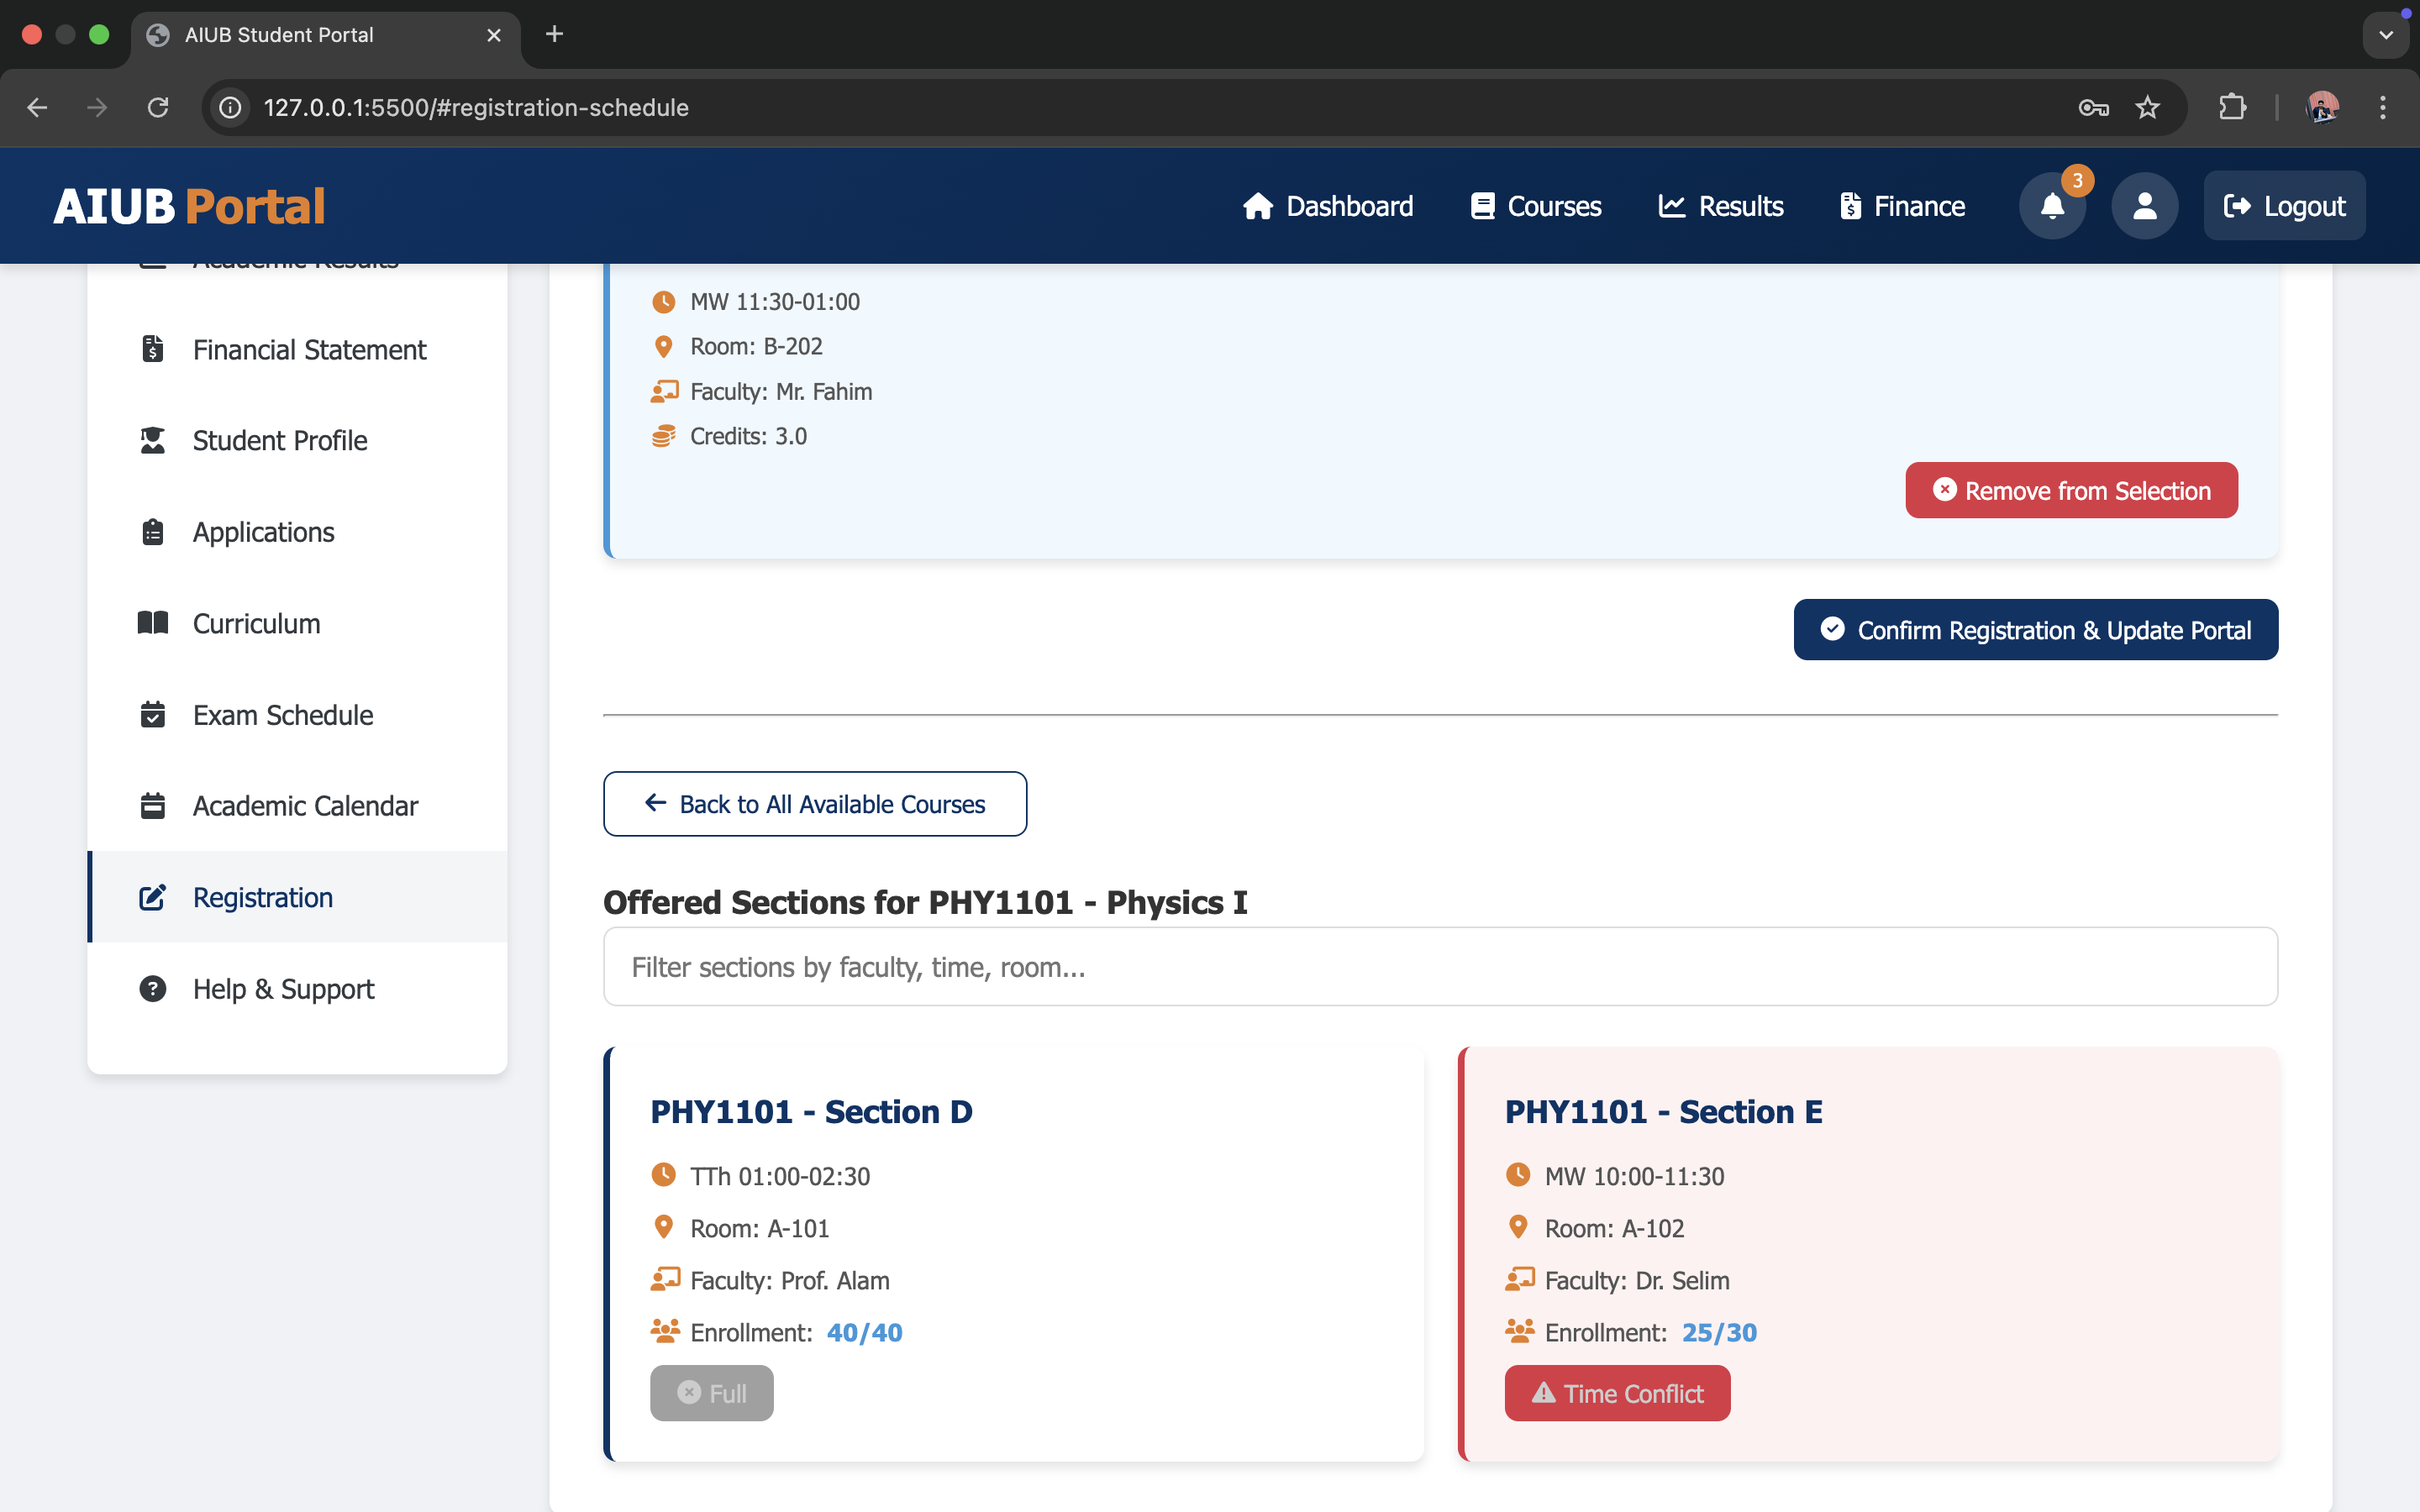 AIUB Student Portal
127.0.0.1:5500/#registration-schedule
AIUB Portal
Dashboard
Courses
Results
Finance
3
Logout
Academic Results
Financial Statement
Student Profile
Applications
Curriculum
Exam Schedule
Academic Calendar
Registration
Help & Support
MW 11:30-01:00
Room: B-202
Faculty: Mr. Fahim
Credits: 3.0
Remove from Selection
Confirm Registration & Update Portal
Back to All Available Courses
Offered Sections for PHY1101 - Physics I
Filter sections by faculty, time, room...
PHY1101 - Section D
TTh 01:00-02:30
Room: A-101
Faculty: Prof. Alam
Enrollment: 40/40
Full
PHY1101 - Section E
MW 10:00-11:30
Room: A-102
Faculty: Dr. Selim
Enrollment: 25/30
Time Conflict